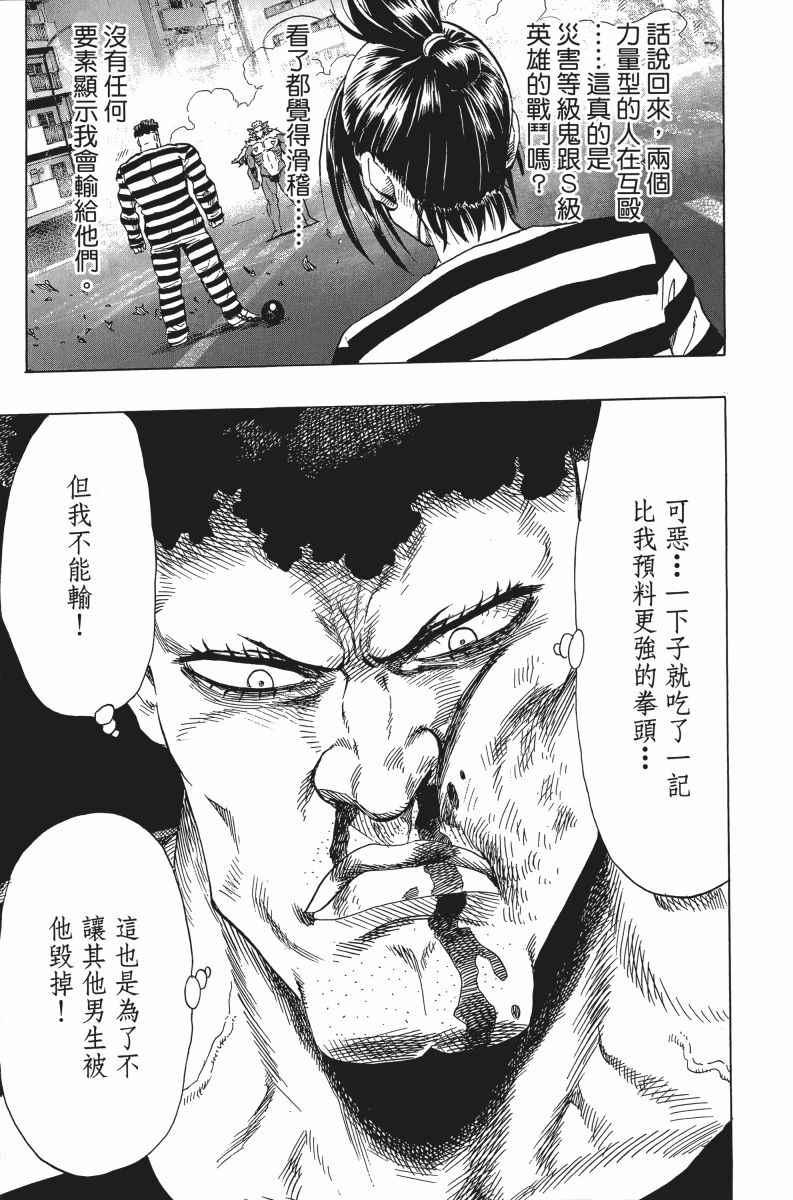 話說回來，兩個
力量型的人在互毆
……這真的是
災害等級鬼跟S級
英雄的戰鬥嗎？
看了都覺得滑稽……
沒有任何
要素顯示我會輸給他們。
可惡…一下子就吃了一記
比我預料更強的拳頭…
但我不能輸！
這也是為了不
讓其他男生被
他毀掉！